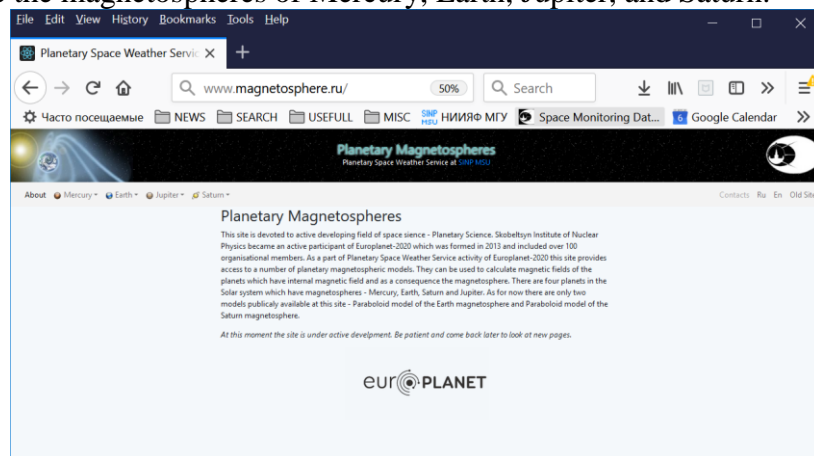 the magnetospheres of Mercury, Earth, Jupiter, and Saturn.
File Edit View History Bookmarks Tools Help
Planetary Space Weather Servic
www.magnetosphere.ru/ 50% Search
Часто посещаемые NEWS SEARCH USEFULL MISC SINP MSU НИИЯФ МГУ Space Monitoring Dat... 6 Google Calendar
Planetary Magnetospheres
Planetary Space Weather Service at SINP MSU
About Mercury Earth Jupiter Saturn Contacts Ru En Old Site
Planetary Magnetospheres
This site is devoted to active developing field of space sience - Planetary Science. Skobeltsyn Institute of Nuclear
Physics became an active participant of Europlanet-2020 which was formed in 2013 and included over 100
organisational members. As a part of Planetary Space Weather Service activity of Europlanet-2020 this site provides
access to a number of planetary magnetospheric models. They can be used to calculate magnetic fields of the
planets which have internal magnetic field and as a consequence the magnetosphere. There are four planets in the
Solar system which have magnetospheres - Mercury, Earth, Saturn and Jupiter. As for now there are only two
models publicaly available at this site - Paraboloid model of the Earth magnetosphere and Paraboloid model of the
Saturn magnetosphere.
At this moment the site is under active develpment. Be patient and come back later to look at new pages.
EUROPLANET